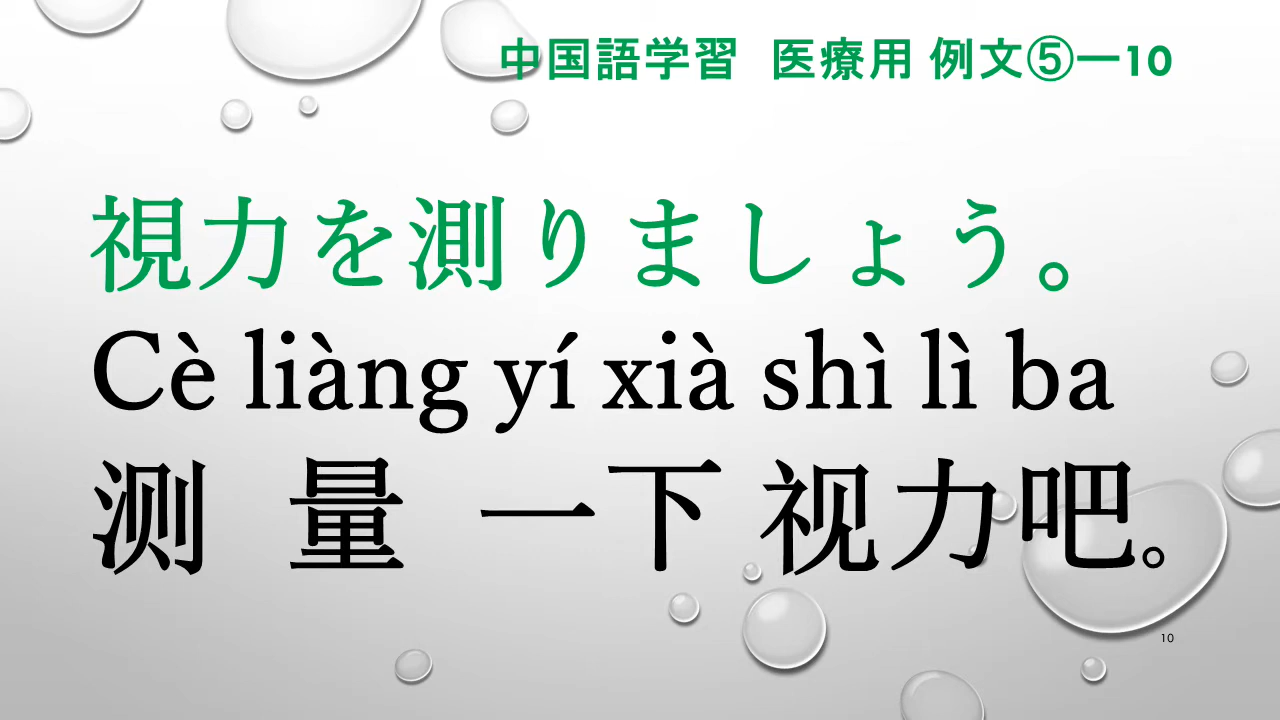 中国語学習 医療用 例文⑤ー10
視力を測りましょう。
Cè liàng yí xià shì lì ba
测 量 一下 视力吧。
10